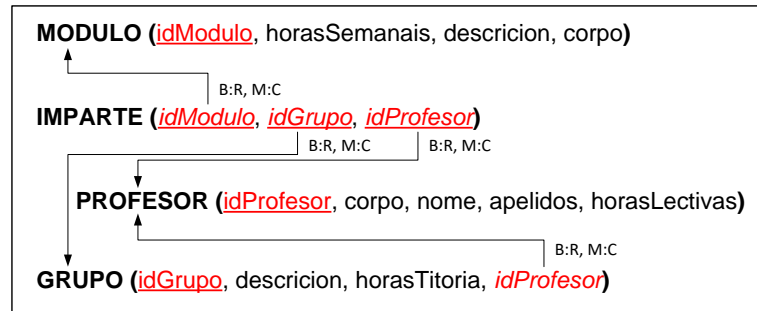 MODULO (idModulo, horasSemanais, descricion, corpo)
B:R, M:C
IMPARTE (idModulo, idGrupo, idProfesor)
B:R, M:C B:R, M:C
PROFESOR (idProfesor, corpo, nome, apelidos, horasLectivas)
B:R, M:C
GRUPO (idGrupo, descricion, horasTitoria, idProfesor)